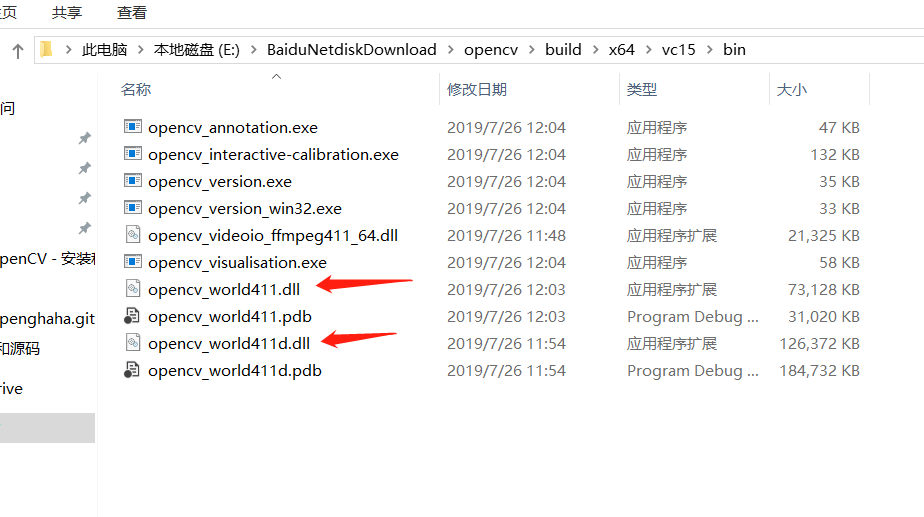 页 共享 查看
此电脑 本地磁盘 (E:) BaiduNetdiskDownload opencv build x64 vc15 bin
名称 修改日期 类型 大小
问
opencv_annotation.exe 2019/7/26 12:04 应用程序 47 KB
opencv_interactive-calibration.exe 2019/7/26 12:04 应用程序 132 KB
opencv_version.exe 2019/7/26 12:04 应用程序 35 KB
opencv_version_win32.exe 2019/7/26 12:04 应用程序 33 KB
opencv_videoio_ffmpeg411_64.dll 2019/7/26 11:48 应用程序扩展 21,325 KB
penCV - 安装 opencv_visualisation.exe 2019/7/26 12:04 应用程序 58 KB
opencv_world411.dll 2019/7/26 12:03 应用程序扩展 73,128 KB
penghaha.git opencv_world411.pdb 2019/7/26 12:03 Program Debug ... 31,020 KB
和源码 opencv_world411d.dll 2019/7/26 11:54 应用程序扩展 126,372 KB
opencv_world411d.pdb 2019/7/26 11:54 Program Debug ... 184,732 KB
rive